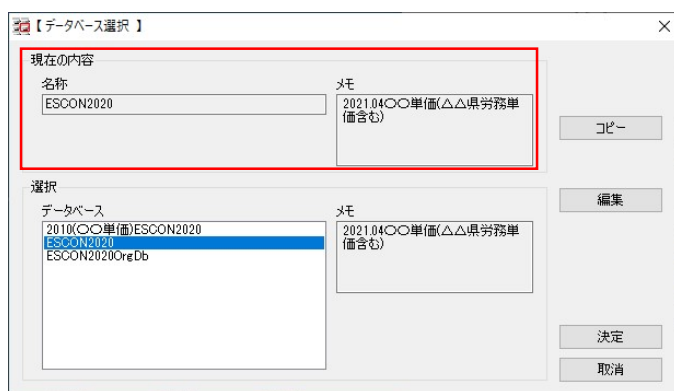 【 データベース選択 】
現在の内容
名称
メモ
ESCON2020
2021.04〇〇単価(△△県労務単
価含む)
コピー
選択
編集
データベース
メモ
2010(〇〇単価)ESCON2020
ESCON2020
ESCON2020OrgDb
2021.04〇〇単価(△△県労務単
価含む)
決定
取消